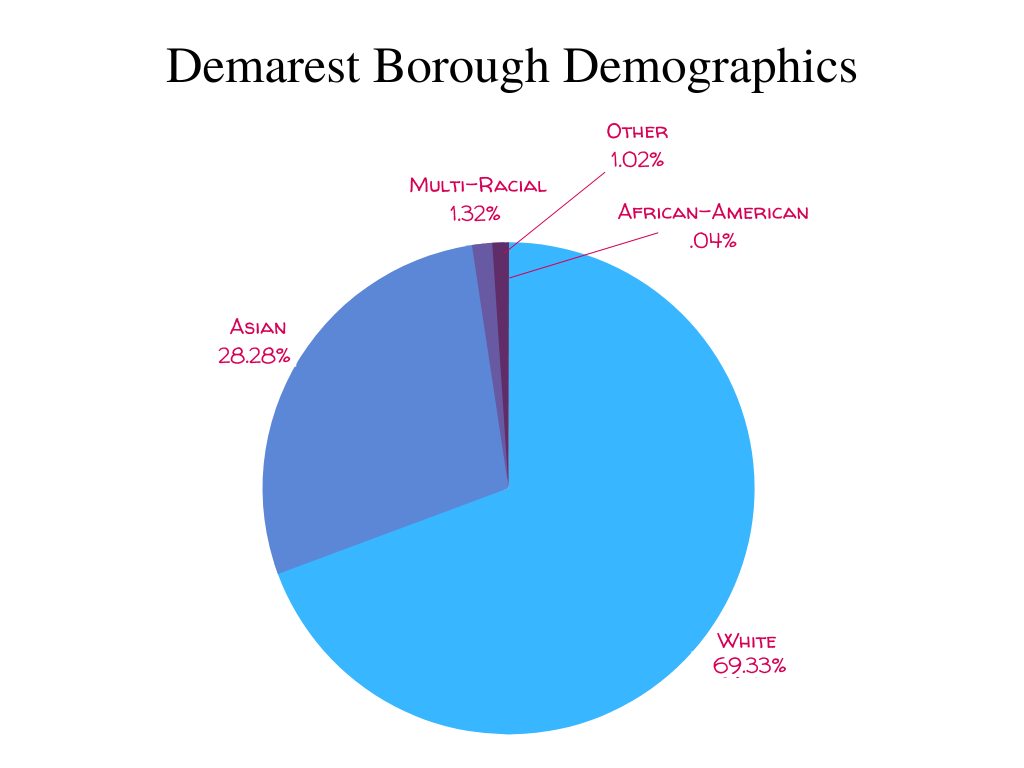 Demarest Borough Demographics
Other
1.02%
Multi-Racial
1.32%
African-American
.04%
Asian
28.28%
White
69.33%